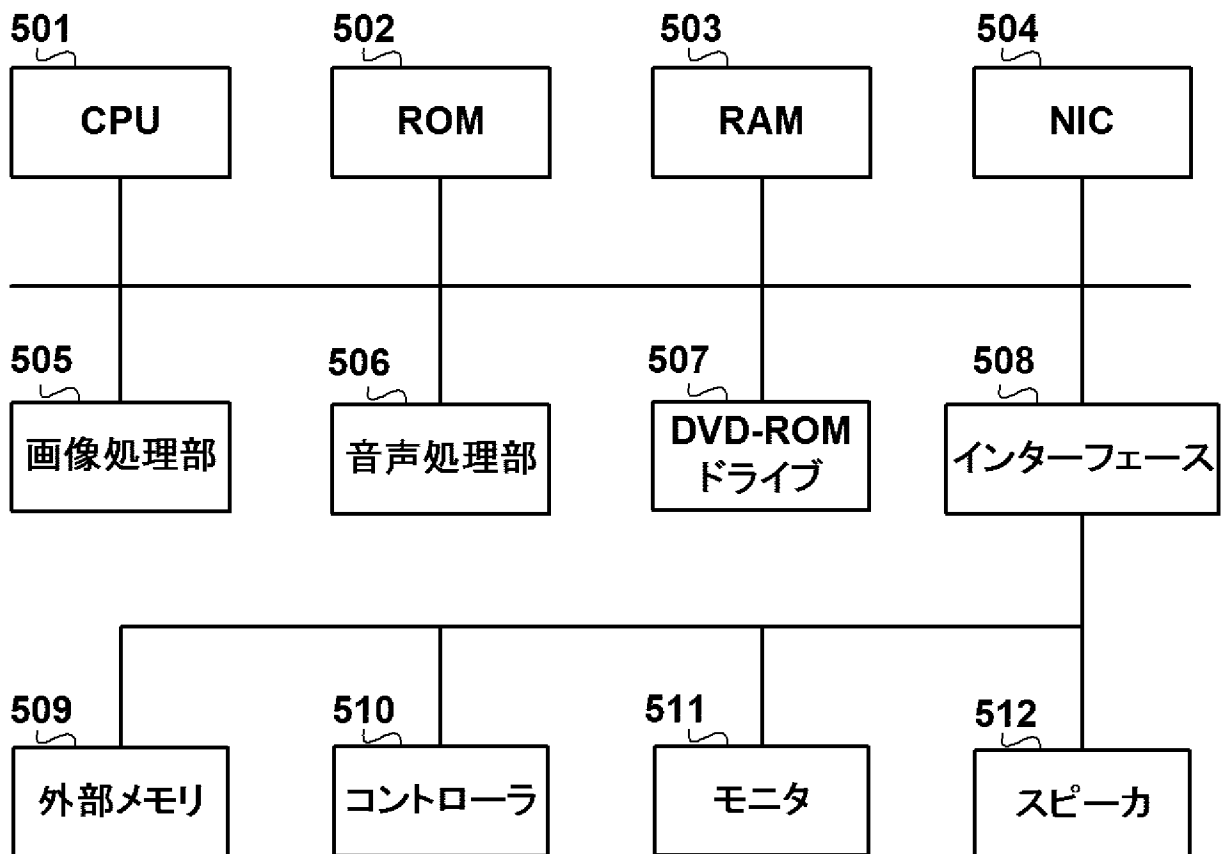 501
502
503
504
CPU
ROM
RAM
NIC
505
506
507
508
画像処理部
音声処理部
DVD-ROM
ドライブ
インターフェース
509
510
511
512
外部メモリ
コントローラ
モニタ
スピーカ